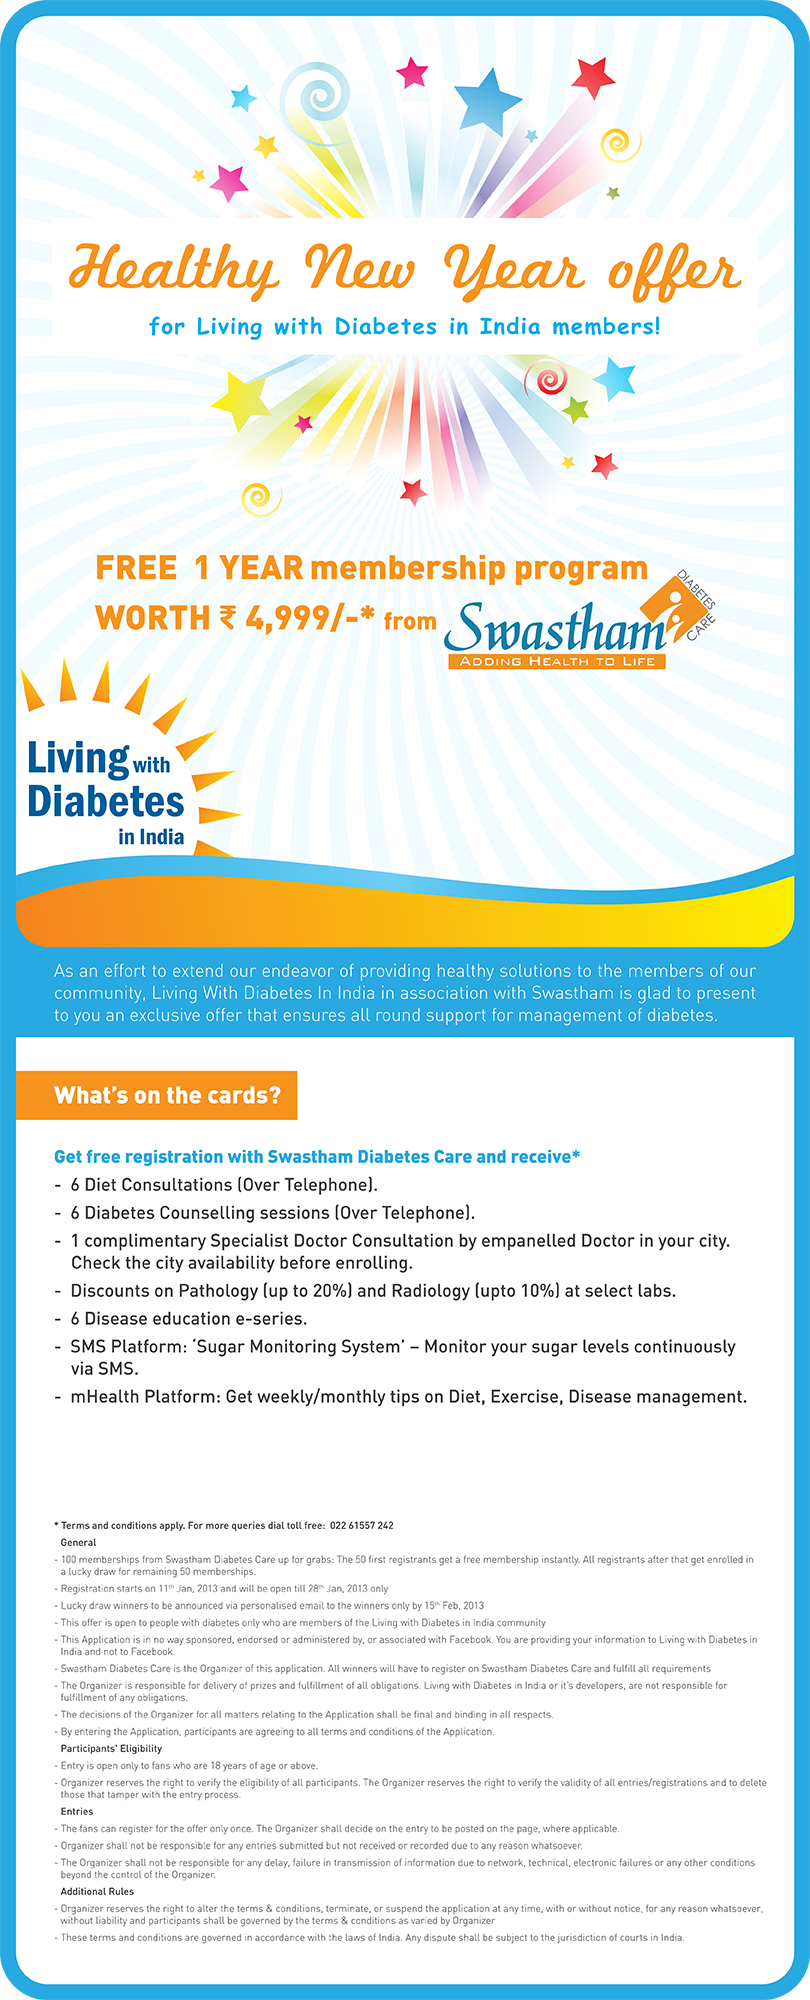 Healthy New Year offer
for Living with Diabetes in India members!
FREE 1 YEAR membership program
WORTH ₹ 4,999/-* from
Swastham
ADDING HEALTH TO LIFE
DIABETES
CARE
Living with
Diabetes
in India
As an effort to extend our endeavor of providing healthy solutions to the members of our
community, Living With Diabetes In India in association with Swastham is glad to present
to you an exclusive offer that ensures all round support for management of diabetes.
What's on the cards?
Get free registration with Swastham Diabetes Care and receive*
- 6 Diet Consultations (Over Telephone).
- 6 Diabetes Counselling sessions (Over Telephone).
- 1 complimentary Specialist Doctor Consultation by empanelled Doctor in your city.
Check the city availability before enrolling.
- Discounts on Pathology (up to 20%) and Radiology (upto 10%) at select labs.
- 6 Disease education e-series.
- SMS Platform: 'Sugar Monitoring System' – Monitor your sugar levels continuously
via SMS.
- mHealth Platform: Get weekly/monthly tips on Diet, Exercise, Disease management.
* Terms and conditions apply. For more queries dial toll free: 022 61557 242
General
- 100 memberships from Swastham Diabetes Care up for grabs: The 50 first registrants get a free membership instantly. All registrants after that get enrolled in
a lucky draw for remaining 50 memberships.
- Registration starts on 11th Jan, 2013 and will be open till 28th Jan, 2013 only
- Lucky draw winners to be announced via personalised email to the winners only by 15th Feb, 2013
- This offer is open to people with diabetes only who are members of the Living with Diabetes in India community
- This Application is in no way sponsored, endorsed or administered by, or associated with Facebook. You are providing your information to Living with Diabetes in
India and not to Facebook.
- Swastham Diabetes Care is the Organizer of this application. All winners will have to register on Swastham Diabetes Care and fulfill all requirements
- The Organizer is responsible for delivery of prizes and fulfillment of all obligations. Living with Diabetes in India or it's developers, are not responsible for
fulfillment of any obligations.
- The decisions of the Organizer for all matters relating to the Application shall be final and binding in all respects.
- By entering the Application, participants are agreeing to all terms and conditions of the Application.
Participants' Eligibility
- Entry is open only to fans who are 18 years of age or above.
- Organizer reserves the right to verify the eligibility of all participants. The Organizer reserves the right to verify the validity of all entries/registrations and to delete
those that tamper with the entry process.
Entries
- The fans can register for the offer only once. The Organizer shall decide on the entry to be posted on the page, where applicable.
- Organizer shall not be responsible for any entries submitted but not received or recorded due to any reason whatsoever.
- The Organizer shall not be responsible for any delay, failure in transmission of information due to network, technical, electronic failures or any other conditions
beyond the control of the Organizer.
Additional Rules
- Organizer reserves the right to alter the terms & conditions, terminate, or suspend the application at any time, with or without notice, for any reason whatsoever,
without liability and participants shall be governed by the terms & conditions as varied by Organizer
- These terms and conditions are governed in accordance with the laws of India. Any dispute shall be subject to the jurisdiction of courts in India.